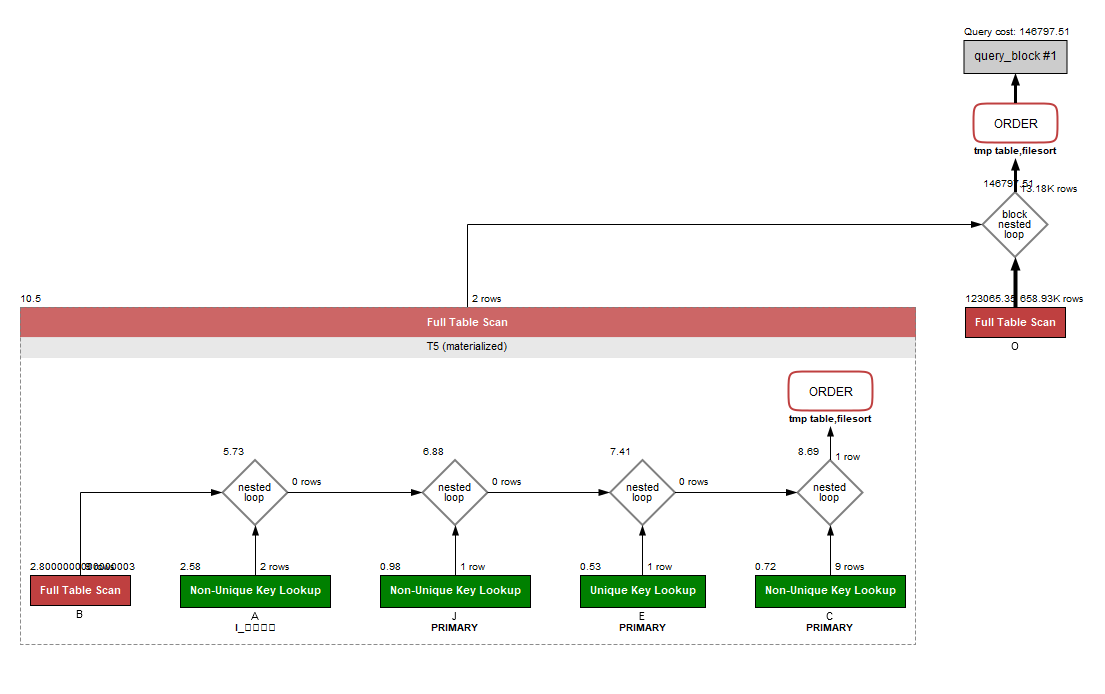 Query cost: 146797.51
query_block #1
ORDER
tmp table,filesort
146797.51
13.18K rows
block
nested
loop
10.5
2 rows
123065.35
658.93K rows
Full Table Scan
Full Table Scan
T5 (materialized)
O
ORDER
tmp table,filesort
5.73
6.88
7.41
8.69
1 row
nested
loop
0 rows
nested
loop
0 rows
nested
loop
0 rows
nested
loop
2.8000000000000003
rows
2.58
2 rows
0.98
1 row
0.53
1 row
0.72
9 rows
Full Table Scan
Non-Unique Key Lookup
Non-Unique Key Lookup
Unique Key Lookup
Non-Unique Key Lookup
B
A
J
E
C
I_□□□□
PRIMARY
PRIMARY
PRIMARY